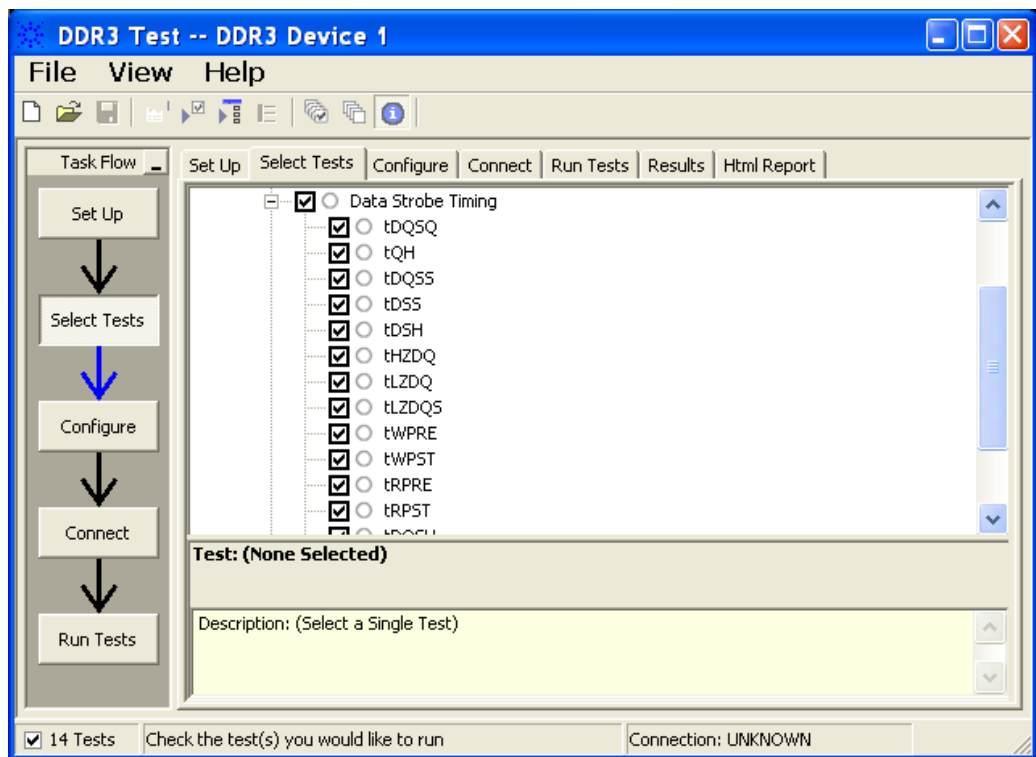 DDR3 Test -- DDR3 Device 1
File View Help
Task Flow
Set Up
Select Tests
Configure
Connect
Run Tests
Set Up Select Tests Configure Connect Run Tests Results Html Report
Data Strobe Timing
tDQSQ
tQH
tDQSS
tDSS
tDSH
tHZDQ
tLZDQ
tLZDQS
tWPRE
tWPST
tRPRE
tRPST
Test: (None Selected)
Description: (Select a Single Test)
14 Tests Check the test(s) you would like to run Connection: UNKNOWN